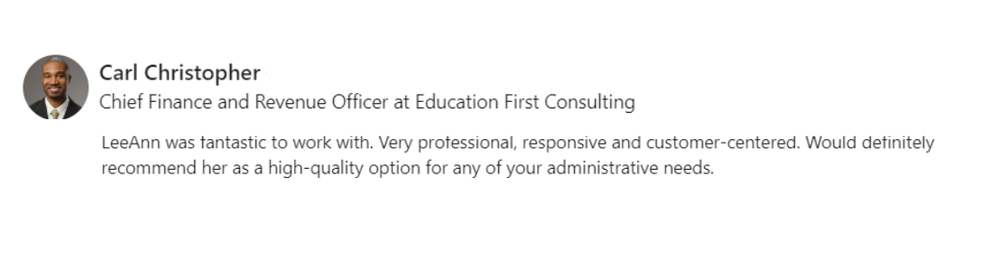 Carl Christopher
Chief Finance and Revenue Officer at Education First Consulting
LeeAnn was fantastic to work with. Very professional, responsive and customer-centered. Would definitely
recommend her as a high-quality option for any of your administrative needs.